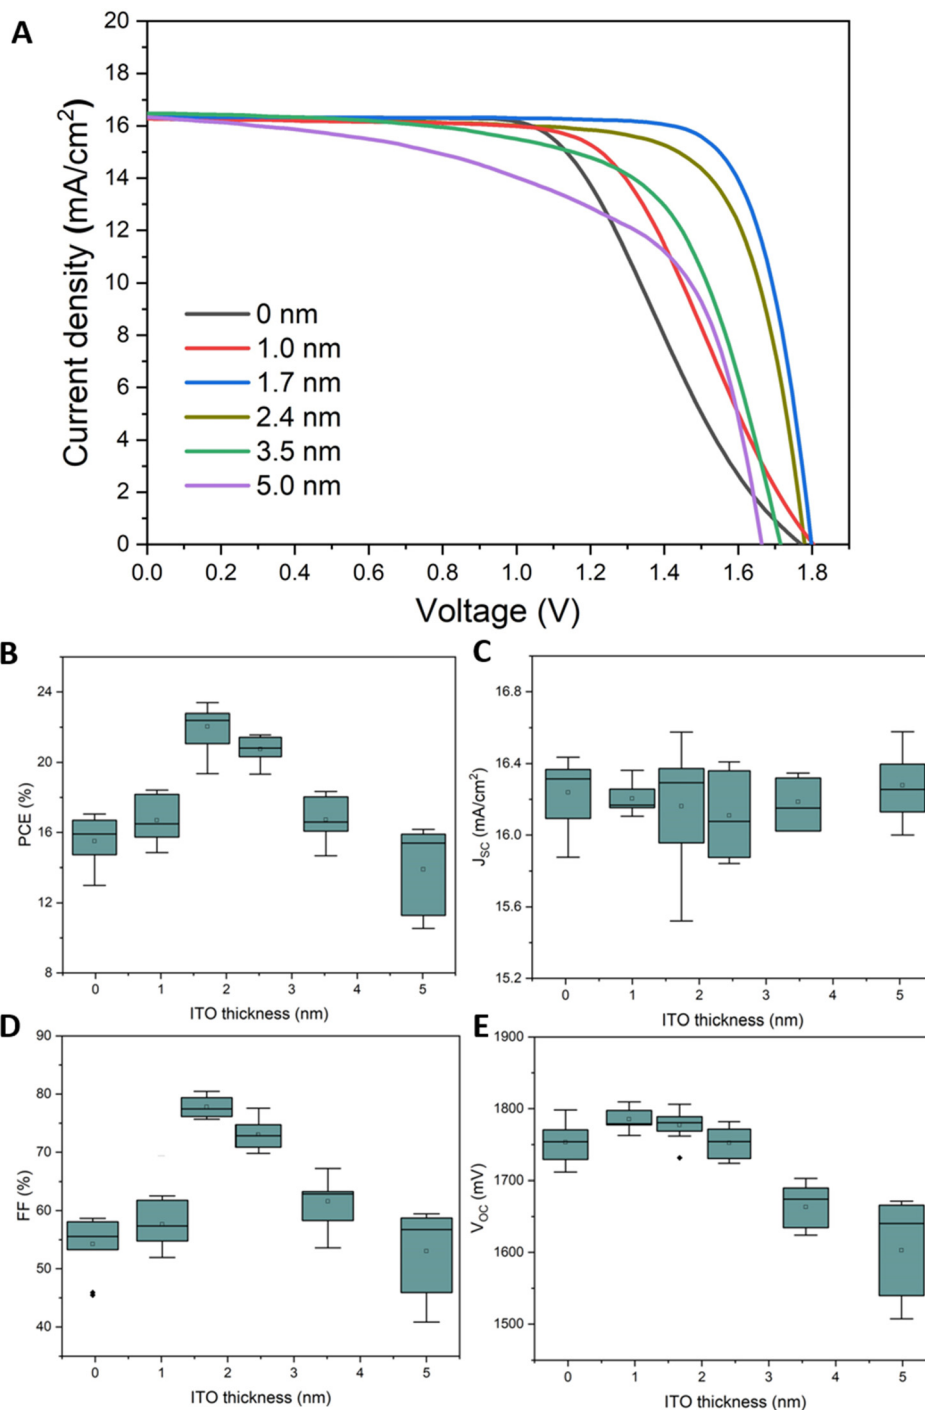 A
20
18
16
14
12
10
8
6
4
2
0
Current density (mA/cm²)
0 nm
1.0 nm
1.7 nm
2.4 nm
3.5 nm
5.0 nm
0.0 0.2 0.4 0.6 0.8 1.0 1.2 1.4 1.6 1.8
Voltage (V)
B
24
20
16
12
8
PCE (%)
0 1 2 3 4 5
ITO thickness (nm)
C
16.8
16.4
16.0
15.6
15.2
JSC (mA/cm²)
0 1 2 3 4 5
ITO thickness (nm)
D
90
80
70
60
50
40
FF (%)
0 1 2 3 4 5
ITO thickness (nm)
E
1900
1800
1700
1600
1500
VOC (mV)
0 1 2 3 4 5
ITO thickness (nm)